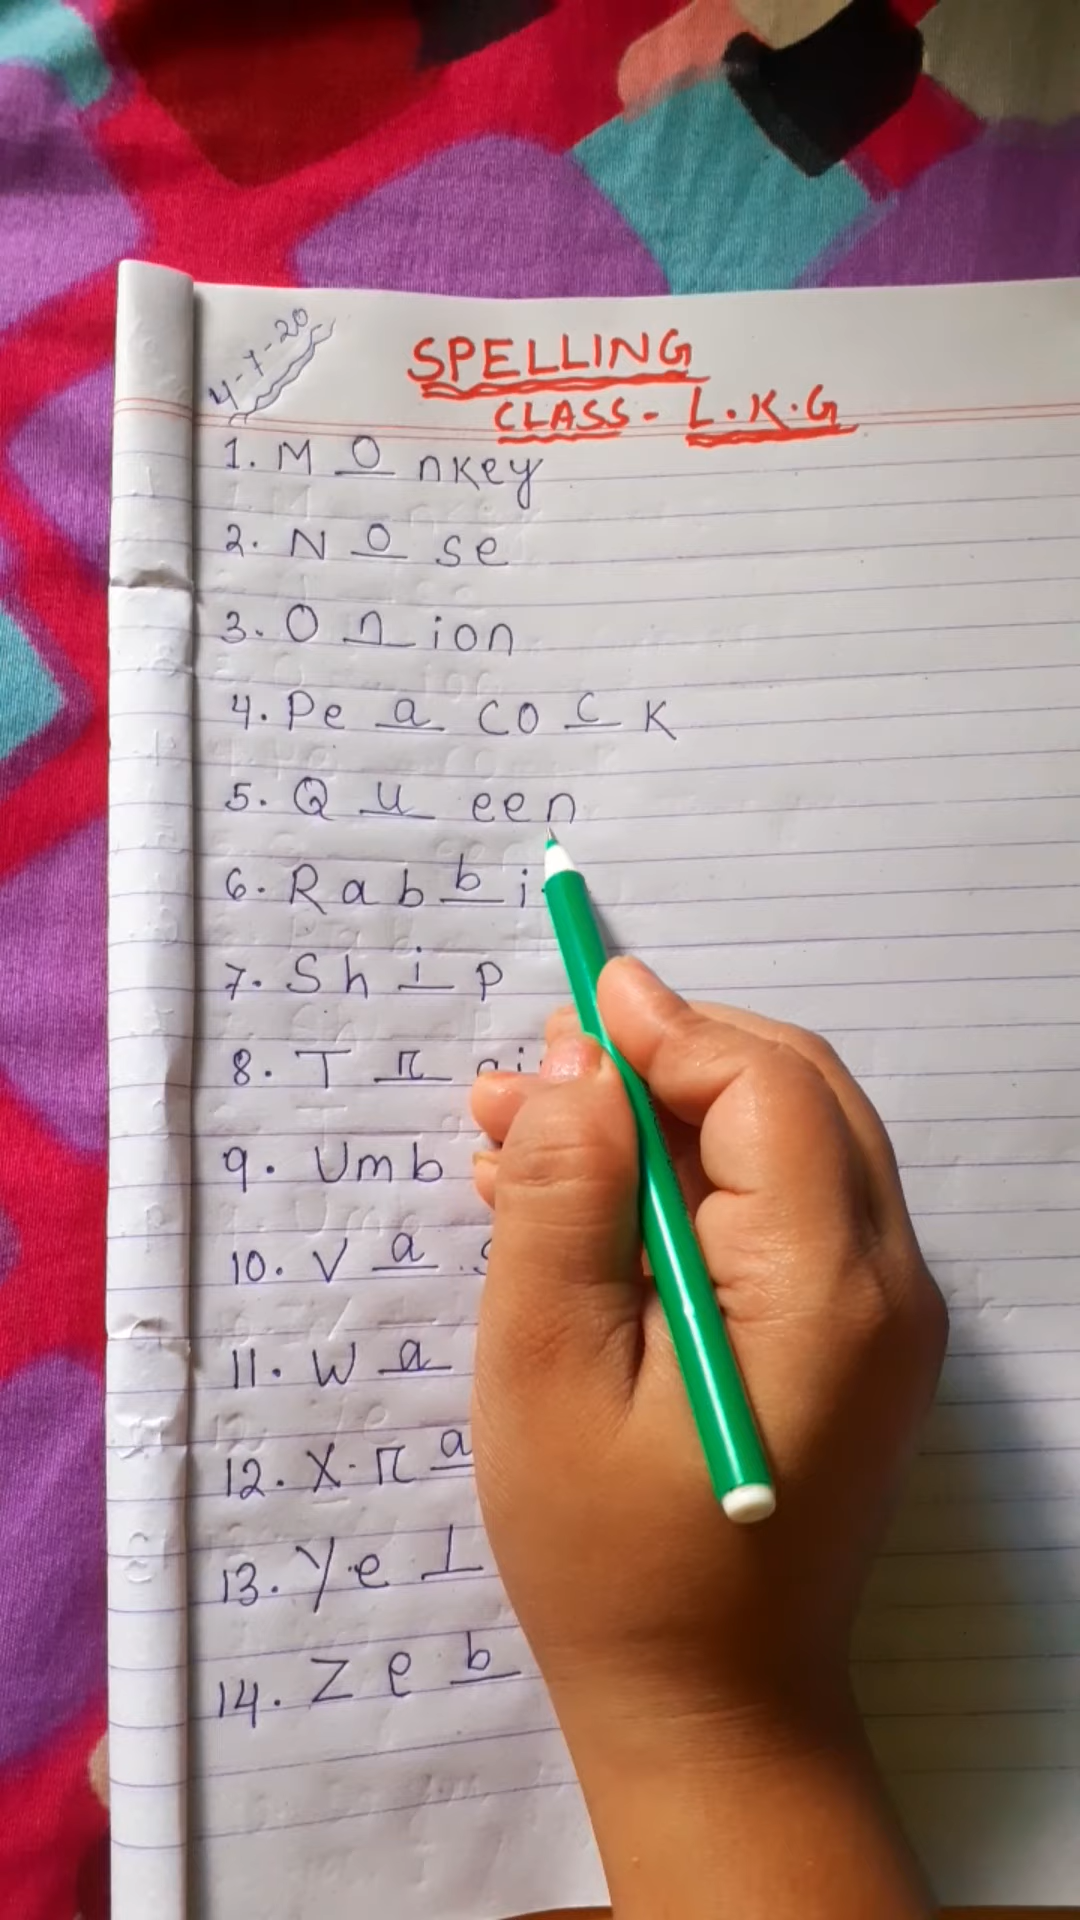 4-7-20
SPELLING
CLASS - L.K.G
1. M o nkey
2. N o se
3. O n ion
4. Pe a co c k
5. Q u een
6. Rab b i
7. Sh i p
8. T r ai
9. Umb
10. V a s
11. W a
12. X-r a
13. Ye l
14. Ze b